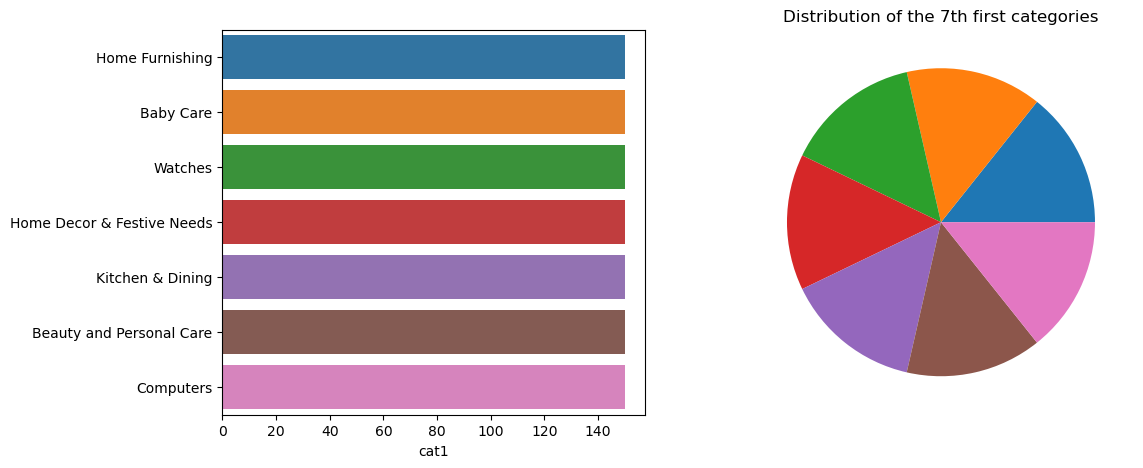 Distribution of the 7th first categories
Home Furnishing
Baby Care
Watches
Home Decor & Festive Needs
Kitchen & Dining
Beauty and Personal Care
Computers
0 20 40 60 80 100 120 140
cat1